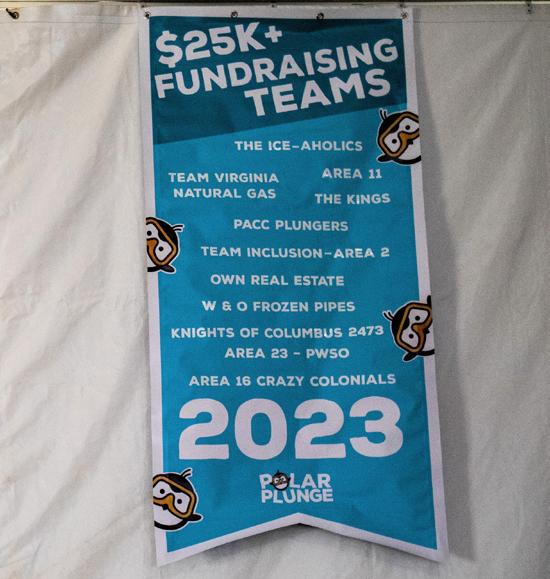 $25K+
FUNDRAISING
TEAMS
THE ICE-AHOLICS
TEAM VIRGINIA
NATURAL GAS
AREA 11
THE KINGS
PACC PLUNGERS
TEAM INCLUSION-AREA 2
OWN REAL ESTATE
W & O FROZEN PIPES
KNIGHTS OF COLUMBUS 2473
AREA 23 - PWSO
AREA 16 CRAZY COLONIALS
2023
POLAR
PLUNGE